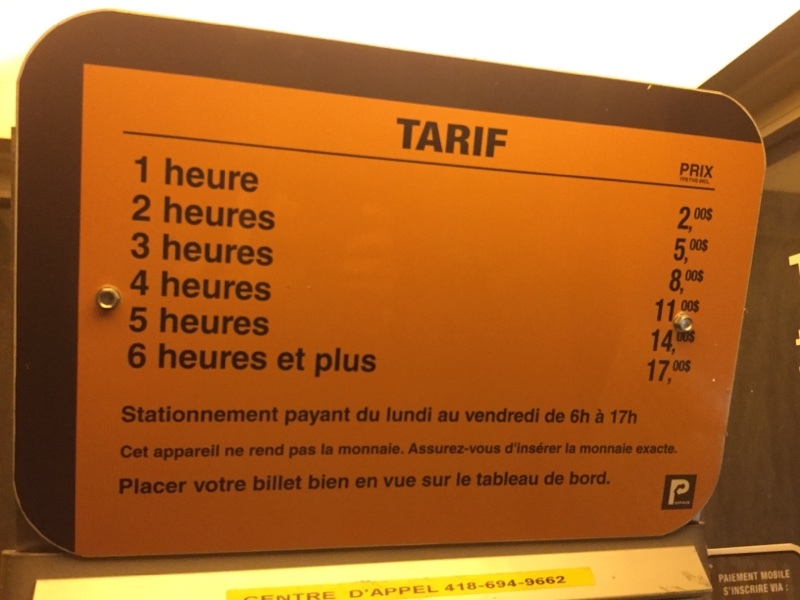 TARIF
PRIX
1 heure 2,00$
2 heures 5,00$
3 heures 8,00$
4 heures 11,00$
5 heures 14,00$
6 heures et plus 17,00$
Stationnement payant du lundi au vendredi de 6h à 17h
Cet appareil ne rend pas la monnaie. Assurez-vous d'insérer la monnaie exacte.
Placer votre billet bien en vue sur le tableau de bord.
P
CENTRE D'APPEL 418-694-9662
PAIEMENT MOBILE
S'INSCRIRE VIA :